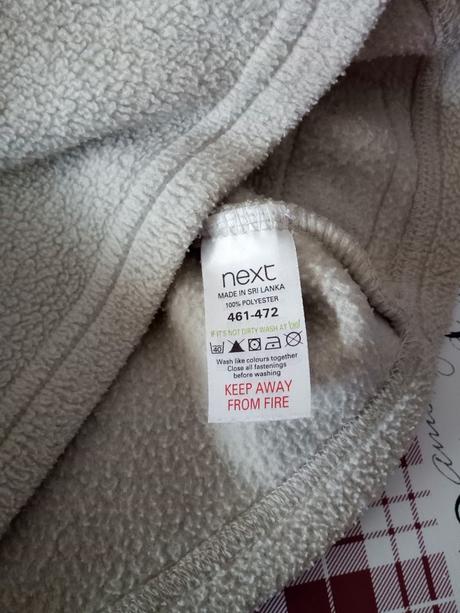 next
MADE IN SRI LANKA
100% POLYESTER
461-472
IF IT'S NOT DIRTY WASH AT 30°
40
Wash like colours together
Close all fastenings
before washing
KEEP AWAY
FROM FIRE